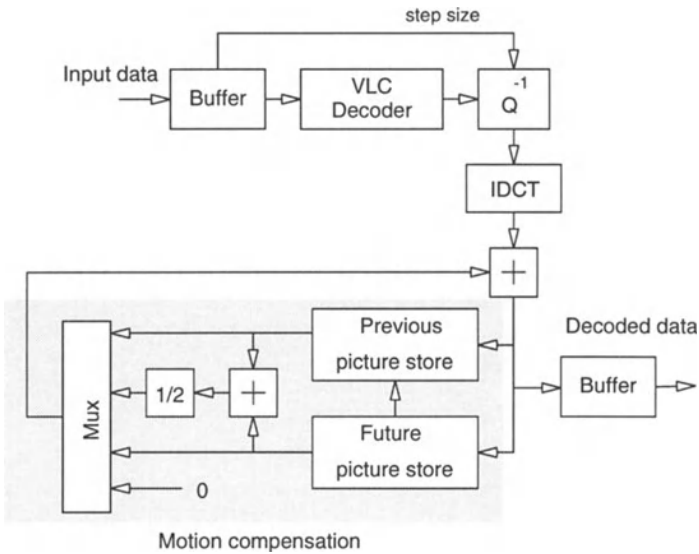 step size
Input data
Buffer
VLC
Decoder
Q⁻¹
IDCT
+
Decoded data
Previous
picture store
Buffer
Mux
1/2
+
Future
picture store
0
Motion compensation